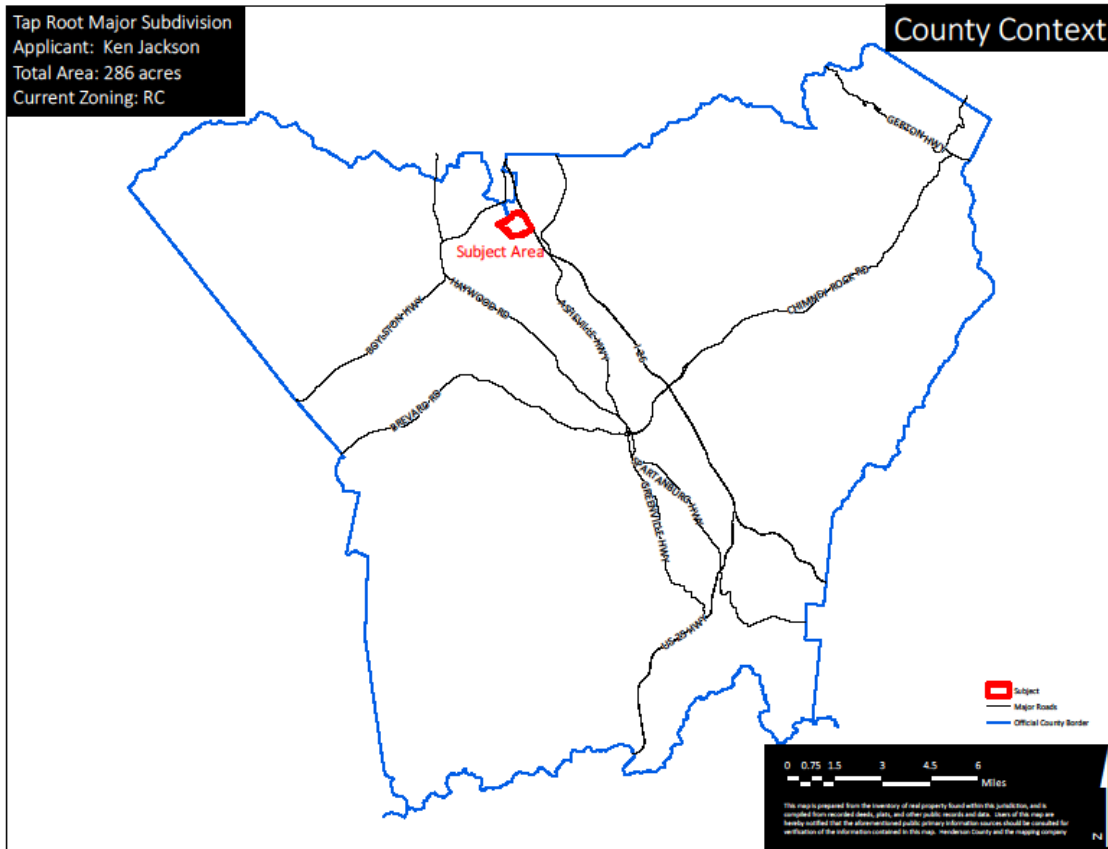 Tap Root Major Subdivision
Applicant: Ken Jackson
Total Area: 286 acres
Current Zoning: RC
County Context
GERTON HWY
Subject Area
HAYWOOD RD
BOYLSTON HWY
ASHEVILLE HWY
CHIMNEY ROCK RD
I-26
BREVARD RD
SPARTANBURG HWY
GREENVILLE HWY
US 25 HWY
Subject
Major Roads
Official County Border
0 0.75 1.5 3 4.5 6
Miles
This map is prepared from the inventory of real property found within this jurisdiction, and is
compiled from recorded deeds, plats, and other public records and data. Users of this map are
hereby notified that the aforementioned public primary information sources should be consulted for
verification of the information contained in this map. Henderson County and the mapping company
N